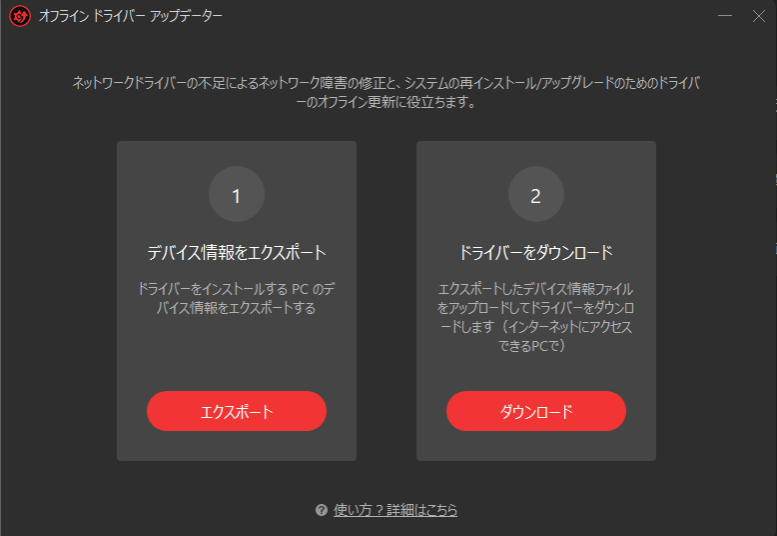 オフライン ドライバー アップデーター
ネットワークドライバーの不足によるネットワーク障害の修正と、システムの再インストール/アップグレードのためのドライバ
ーのオフライン更新に役立ちます。
1
デバイス情報をエクスポート
ドライバーをインストールする PC のデ
バイス情報をエクスポートする
エクスポート
2
ドライバーをダウンロード
エクスポートしたデバイス情報ファイル
をアップロードしてドライバーをダウンロ
ードします（インターネットにアクセス
できるPCで）
ダウンロード
使い方？詳細はこちら